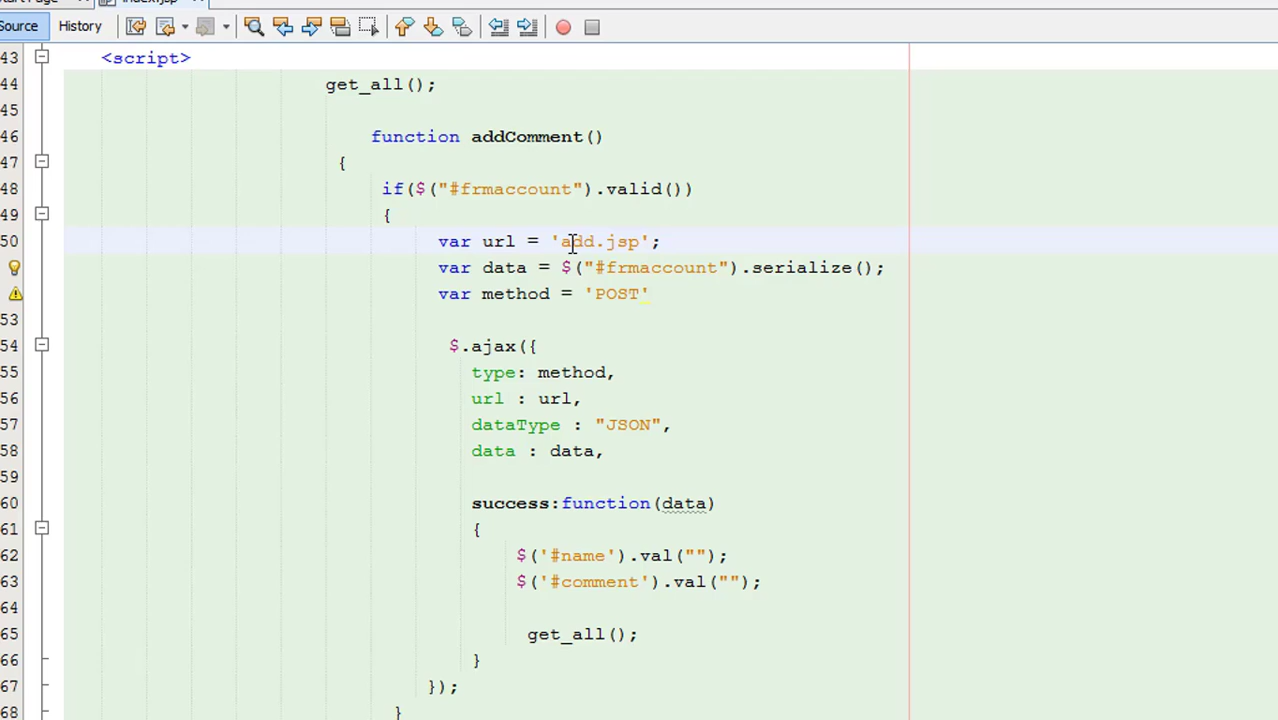 Source History
43 <script>
44 get_all();
45
46 function addComment()
47 {
48 if($("#frmaccount").valid())
49 {
50 var url = 'add.jsp';
var data = $("#frmaccount").serialize();
var method = 'POST'
53
54 $.ajax({
55 type: method,
56 url : url,
57 dataType : "JSON",
58 data : data,
59
60 success:function(data)
61 {
62 $('#name').val("");
63 $('#comment').val("");
64
65 get_all();
66 }
67 });
68 }